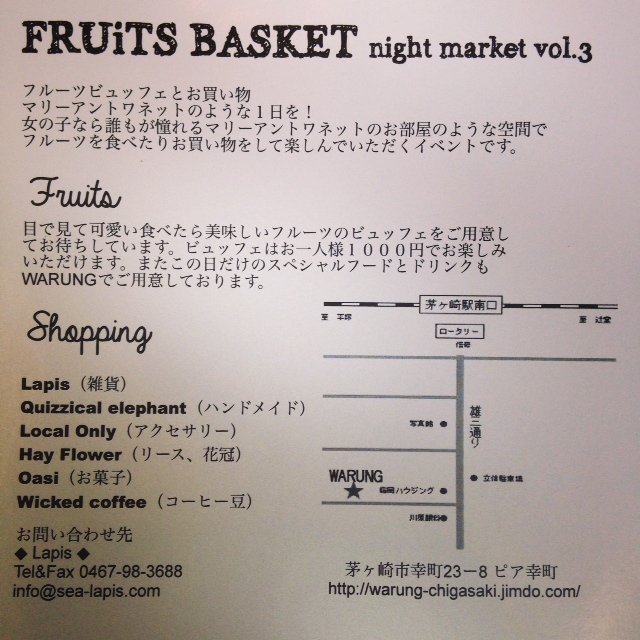 FRUiTS BASKET night market vol.3
フルーツビュッフェとお買い物
マリーアントワネットのような１日を！
女の子なら誰もが憧れるマリーアントワネットのお部屋のような空間で
フルーツを食べたりお買い物をして楽しんでいただくイベントです。
Fruits
目で見て可愛い食べたら美味しいフルーツのビュッフェをご用意し
てお待ちしています。ビュッフェはお一人様１０００円でお楽しみ
いただけます。またこの日だけのスペシャルフードとドリンクも
WARUNGでご用意しております。
Shopping
Lapis（雑貨）
Quizzical elephant（ハンドメイド）
Local Only（アクセサリー）
Hay Flower（リース、花冠）
Oasi（お菓子）
Wicked coffee（コーヒー豆）
お問い合わせ先
◆ Lapis ◆
Tel&Fax 0467-98-3688
info@sea-lapis.com
茅ヶ崎駅南口
至 平塚
至 辻堂
ロータリー
信号
雄三通り
写真館
WARUNG
福岡ハウジング
立体駐車場
川原銀行
茅ヶ崎市幸町23－8 ピア幸町
http://warung-chigasaki.jimdo.com/